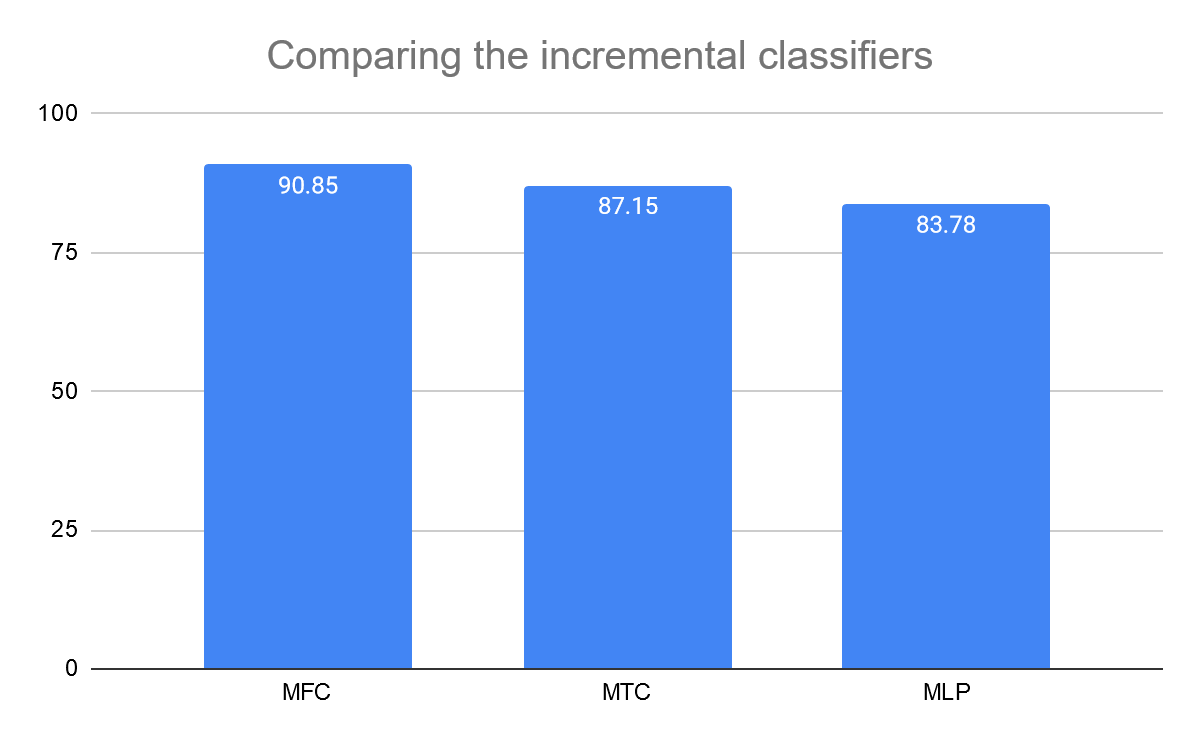 Comparing the incremental classifiers
100
90.85
87.15
83.78
75
50
25
0
MFC
MTC
MLP